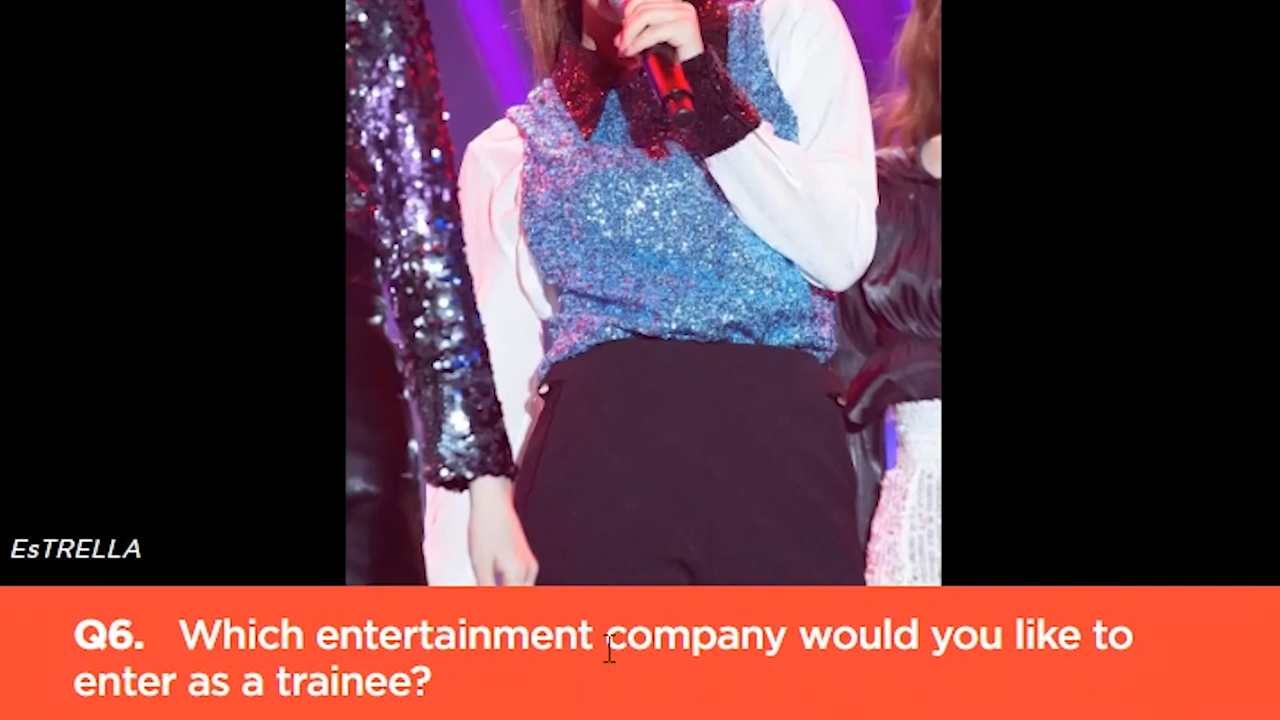 EsTRELLA
Q6. Which entertainment company would you like to
enter as a trainee?